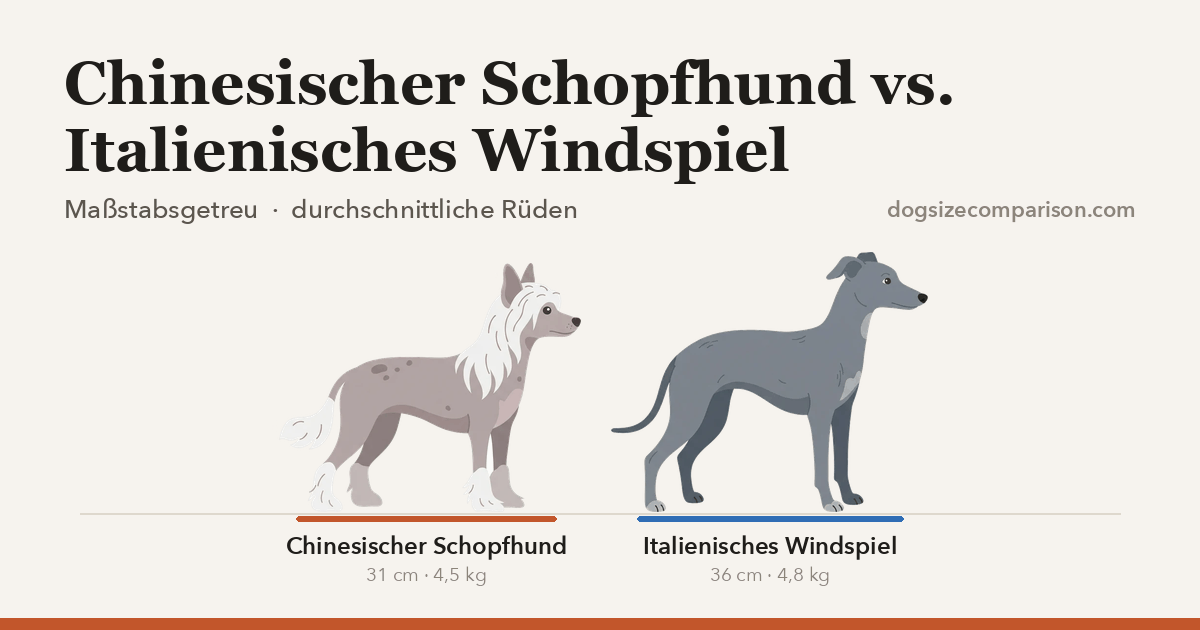 Chinesischer Schopfhund vs.
Italienisches Windspiel
Maßstabsgetreu · durchschnittliche Rüden
dogsizecomparison.com
Chinesischer Schopfhund
31 cm · 4,5 kg
Italienisches Windspiel
36 cm · 4,8 kg